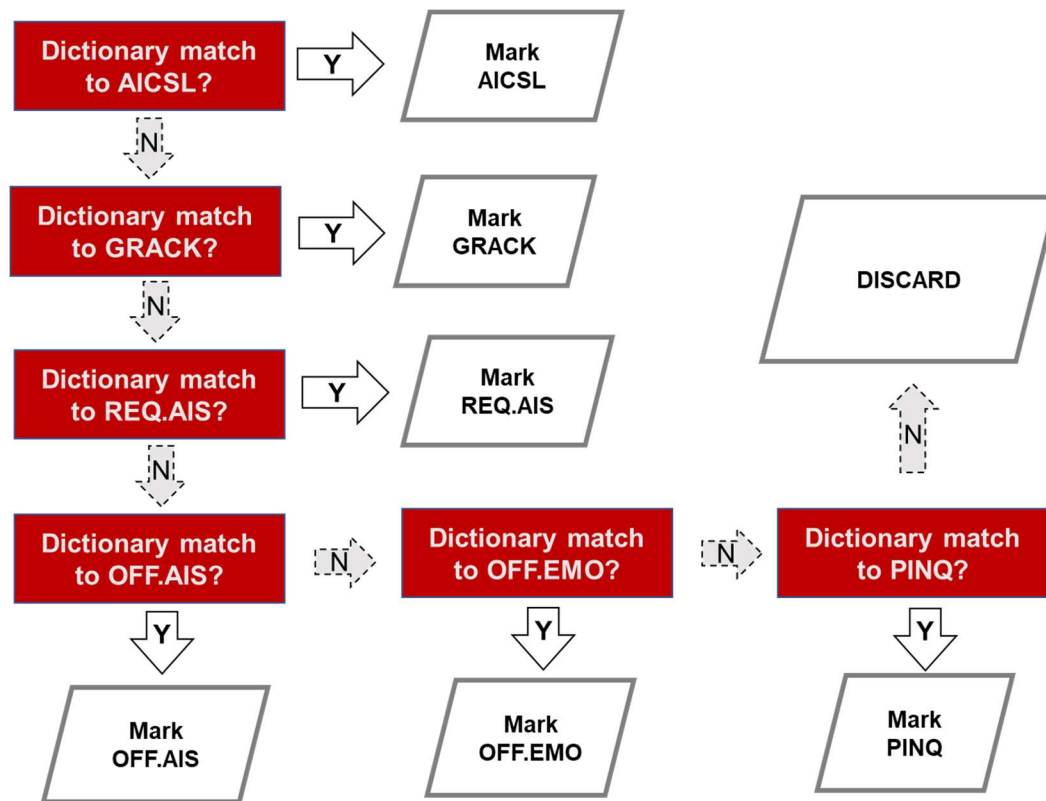 Dictionary match
to AICSL?
Y
Mark
AICSL
N
Dictionary match
to GRACK?
Y
Mark
GRACK
N
Dictionary match
to REQ.AIS?
Y
Mark
REQ.AIS
N
Dictionary match
to OFF.AIS?
N
Dictionary match
to OFF.EMO?
N
Dictionary match
to PINQ?
N
DISCARD
Y
Mark
OFF.AIS
Y
Mark
OFF.EMO
Y
Mark
PINQ